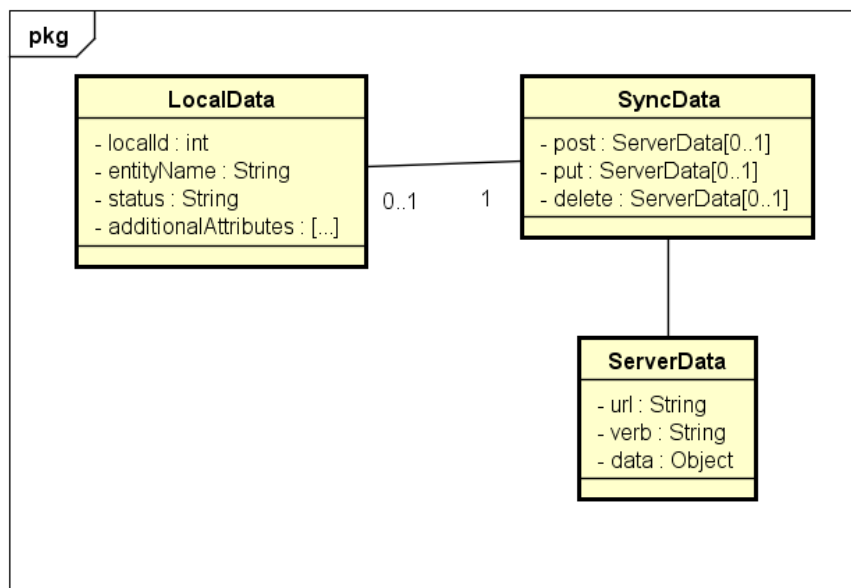 pkg
LocalData
- localId : int
- entityName : String
- status : String
- additionalAttributes : [...]
0..1
1
SyncData
- post : ServerData[0..1]
- put : ServerData[0..1]
- delete : ServerData[0..1]
ServerData
- url : String
- verb : String
- data : Object